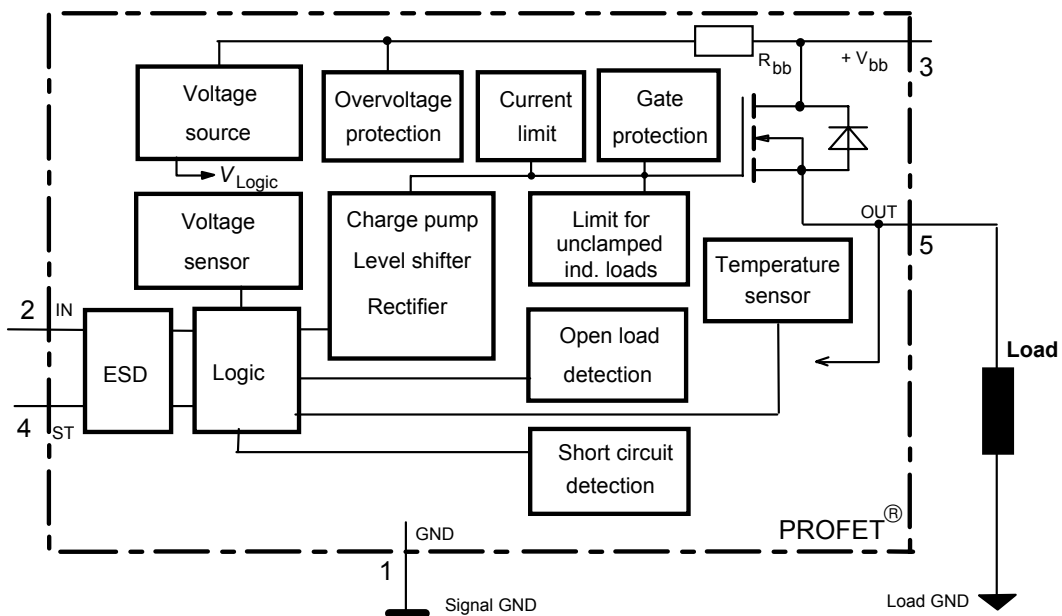 R bb
+ V bb
3
Voltage
source
Overvoltage
protection
Current
limit
Gate
protection
V Logic
Voltage
sensor
Charge pump
Level shifter
Rectifier
Limit for
unclamped
ind. loads
OUT
5
Temperature
sensor
2
IN
ESD
Logic
Open load
detection
Load
4
ST
Short circuit
detection
PROFET®
GND
1
Signal GND
Load GND